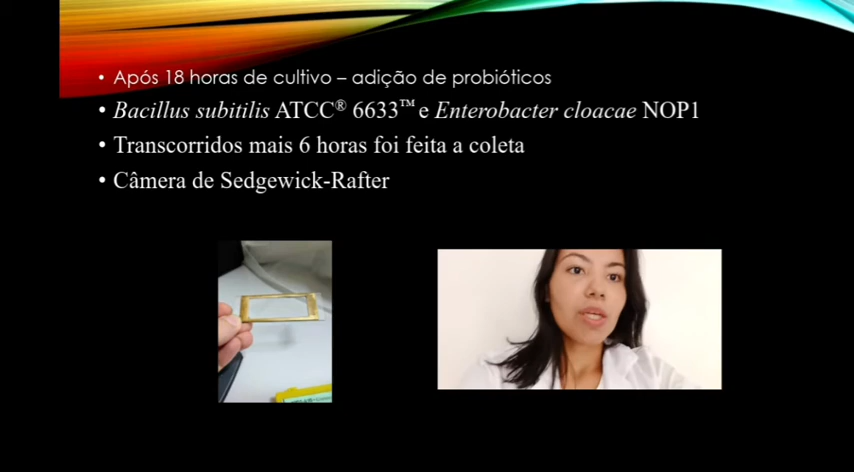 • Após 18 horas de cultivo – adição de probióticos
• Bacillus subitilis ATCC® 6633™ e Enterobacter cloacae NOP1
• Transcorridos mais 6 horas foi feita a coleta
• Câmera de Sedgewick-Rafter